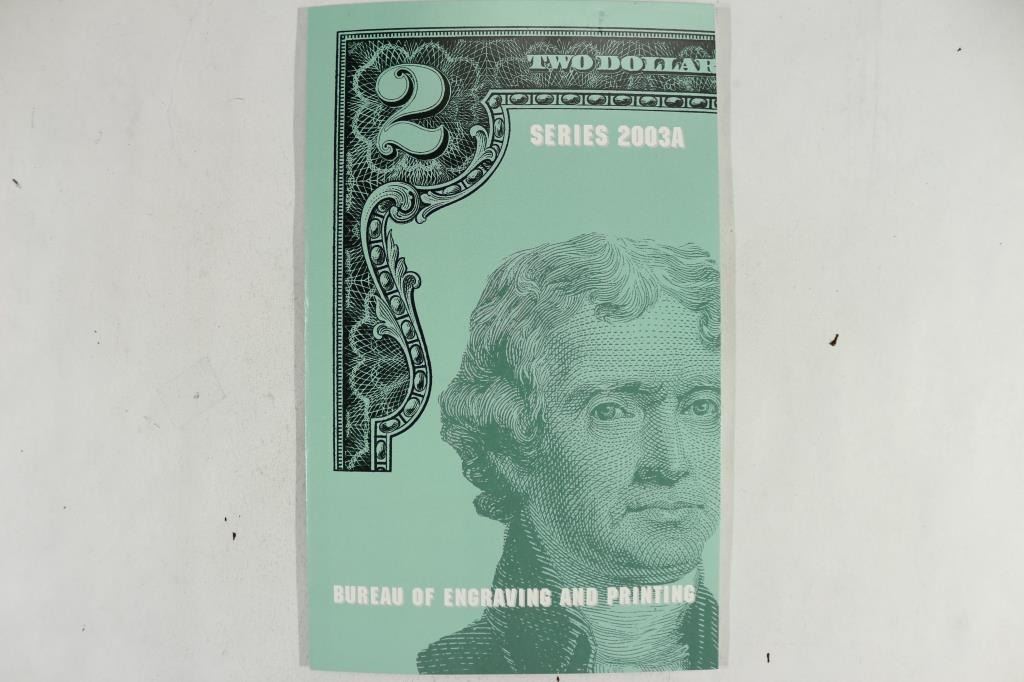 2
TWO DOLLAR
SERIES 2003A
BUREAU OF ENGRAVING AND PRINTING